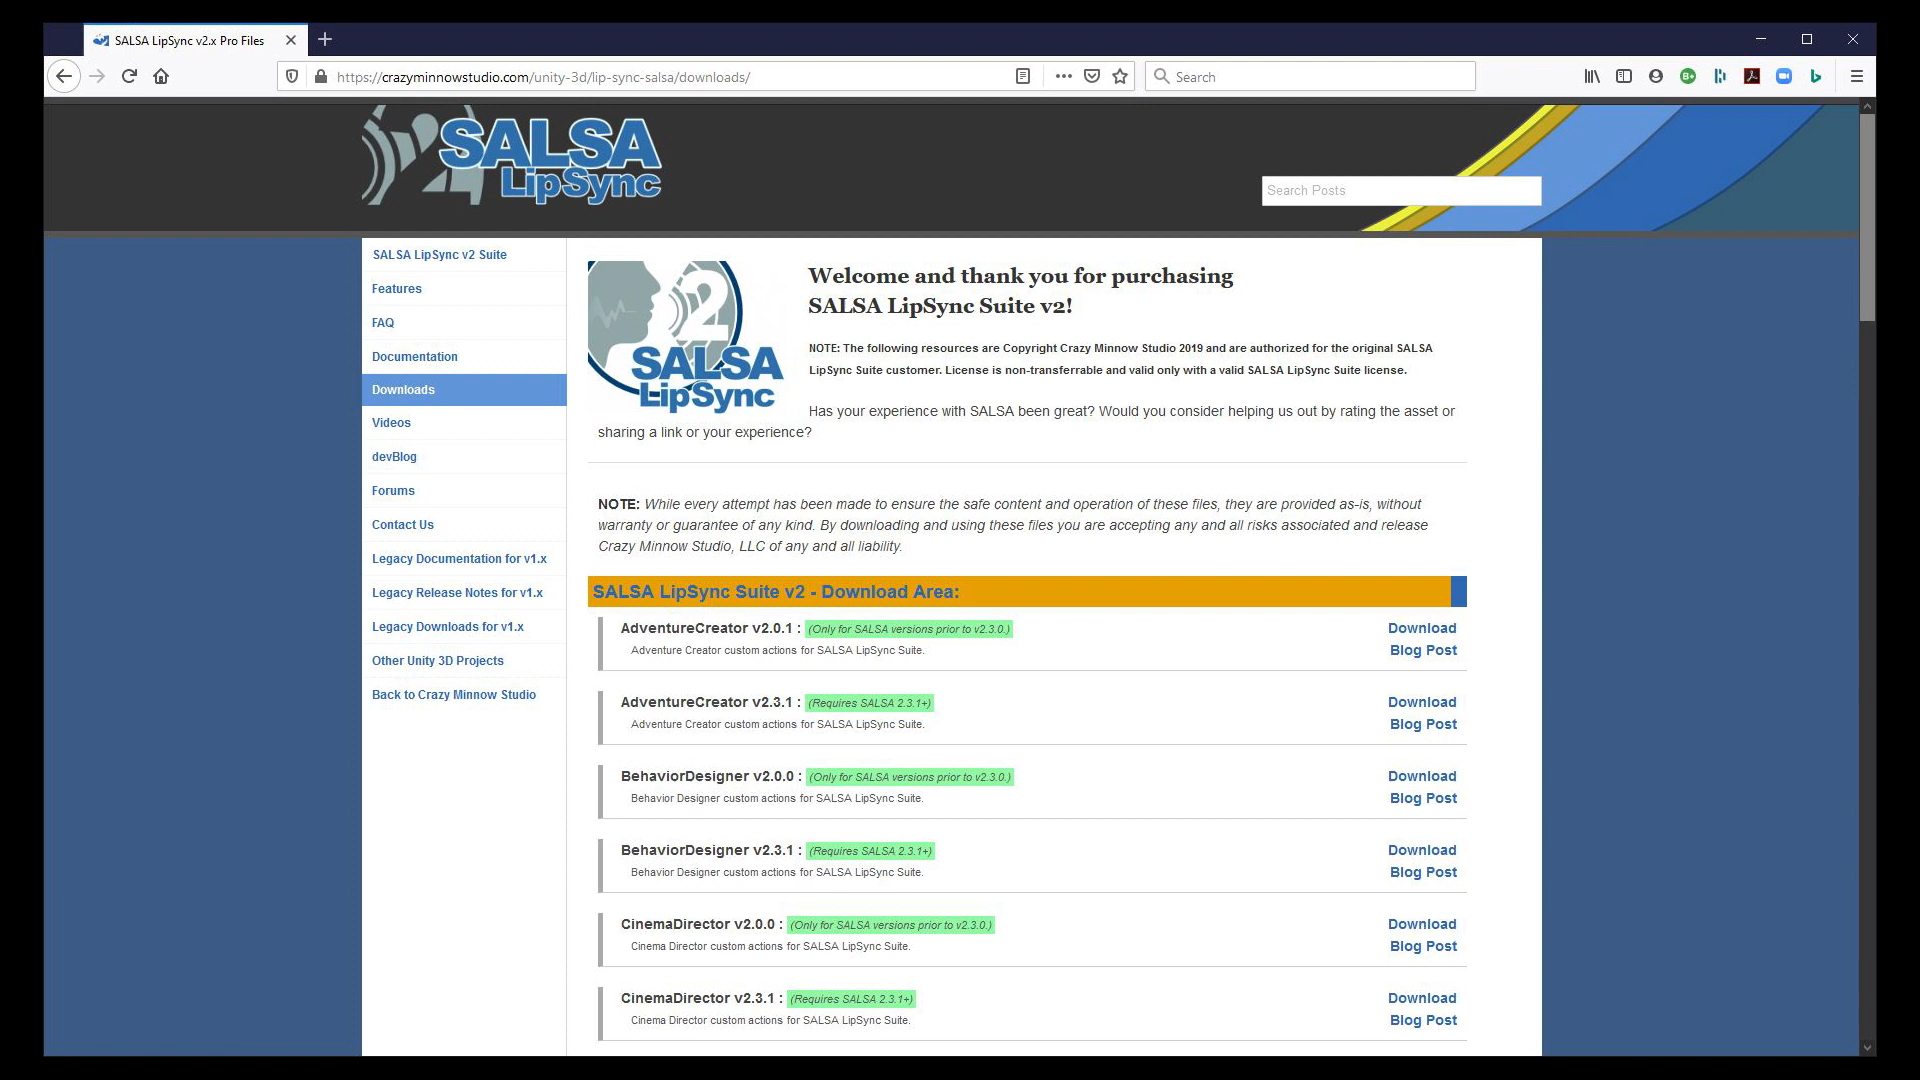 SALSA LipSync v2.x Pro Files
https://crazyminnowstudio.com/unity-3d/lip-sync-salsa/downloads/
Search
SALSA
LipSync
Search Posts
SALSA LipSync v2 Suite
Features
FAQ
Documentation
Downloads
Videos
devBlog
Forums
Contact Us
Legacy Documentation for v1.x
Legacy Release Notes for v1.x
Legacy Downloads for v1.x
Other Unity 3D Projects
Back to Crazy Minnow Studio
2
SALSA
LipSync
Welcome and thank you for purchasing
SALSA LipSync Suite v2!
NOTE: The following resources are Copyright Crazy Minnow Studio 2019 and are authorized for the original SALSA
LipSync Suite customer. License is non-transferrable and valid only with a valid SALSA LipSync Suite license.
Has your experience with SALSA been great? Would you consider helping us out by rating the asset or
sharing a link or your experience?
NOTE: While every attempt has been made to ensure the safe content and operation of these files, they are provided as-is, without
warranty or guarantee of any kind. By downloading and using these files you are accepting any and all risks associated and release
Crazy Minnow Studio, LLC of any and all liability.
SALSA LipSync Suite v2 - Download Area:
AdventureCreator v2.0.1 : (Only for SALSA versions prior to v2.3.0.) Download
Adventure Creator custom actions for SALSA LipSync Suite. Blog Post
AdventureCreator v2.3.1 : (Requires SALSA 2.3.1+) Download
Adventure Creator custom actions for SALSA LipSync Suite. Blog Post
BehaviorDesigner v2.0.0 : (Only for SALSA versions prior to v2.3.0.) Download
Behavior Designer custom actions for SALSA LipSync Suite. Blog Post
BehaviorDesigner v2.3.1 : (Requires SALSA 2.3.1+) Download
Behavior Designer custom actions for SALSA LipSync Suite. Blog Post
CinemaDirector v2.0.0 : (Only for SALSA versions prior to v2.3.0.) Download
Cinema Director custom actions for SALSA LipSync Suite. Blog Post
CinemaDirector v2.3.1 : (Requires SALSA 2.3.1+) Download
Cinema Director custom actions for SALSA LipSync Suite. Blog Post